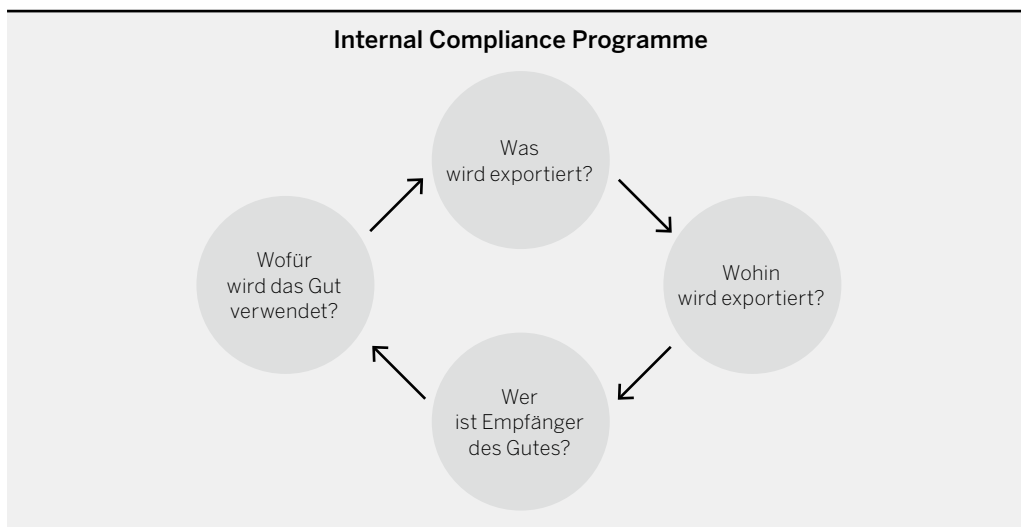 Internal Compliance Programme
Was
wird exportiert?
Wohin
wird exportiert?
Wer
ist Empfänger
des Gutes?
Wofür
wird das Gut
verwendet?